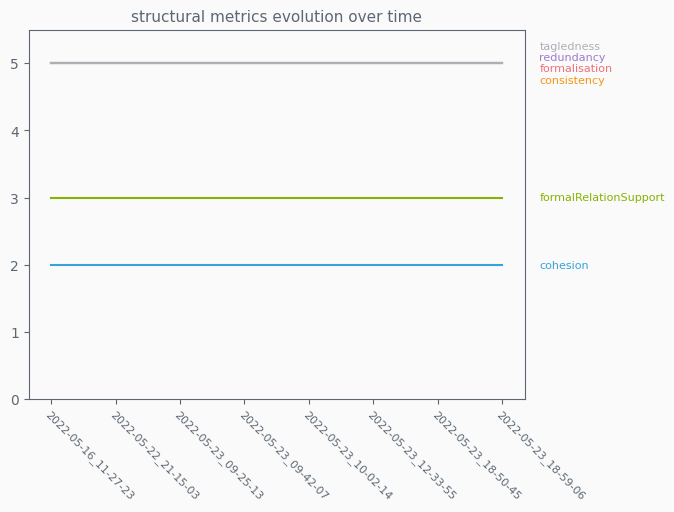 structural metrics evolution over time
5
4
3
2
1
0
tagledness
redundancy
formalisation
consistency
formalRelationSupport
cohesion
2022-05-16_11-27-23
2022-05-22_21-15-03
2022-05-23_09-25-13
2022-05-23_09-42-07
2022-05-23_10-02-14
2022-05-23_12-33-55
2022-05-23_18-50-45
2022-05-23_18-59-06